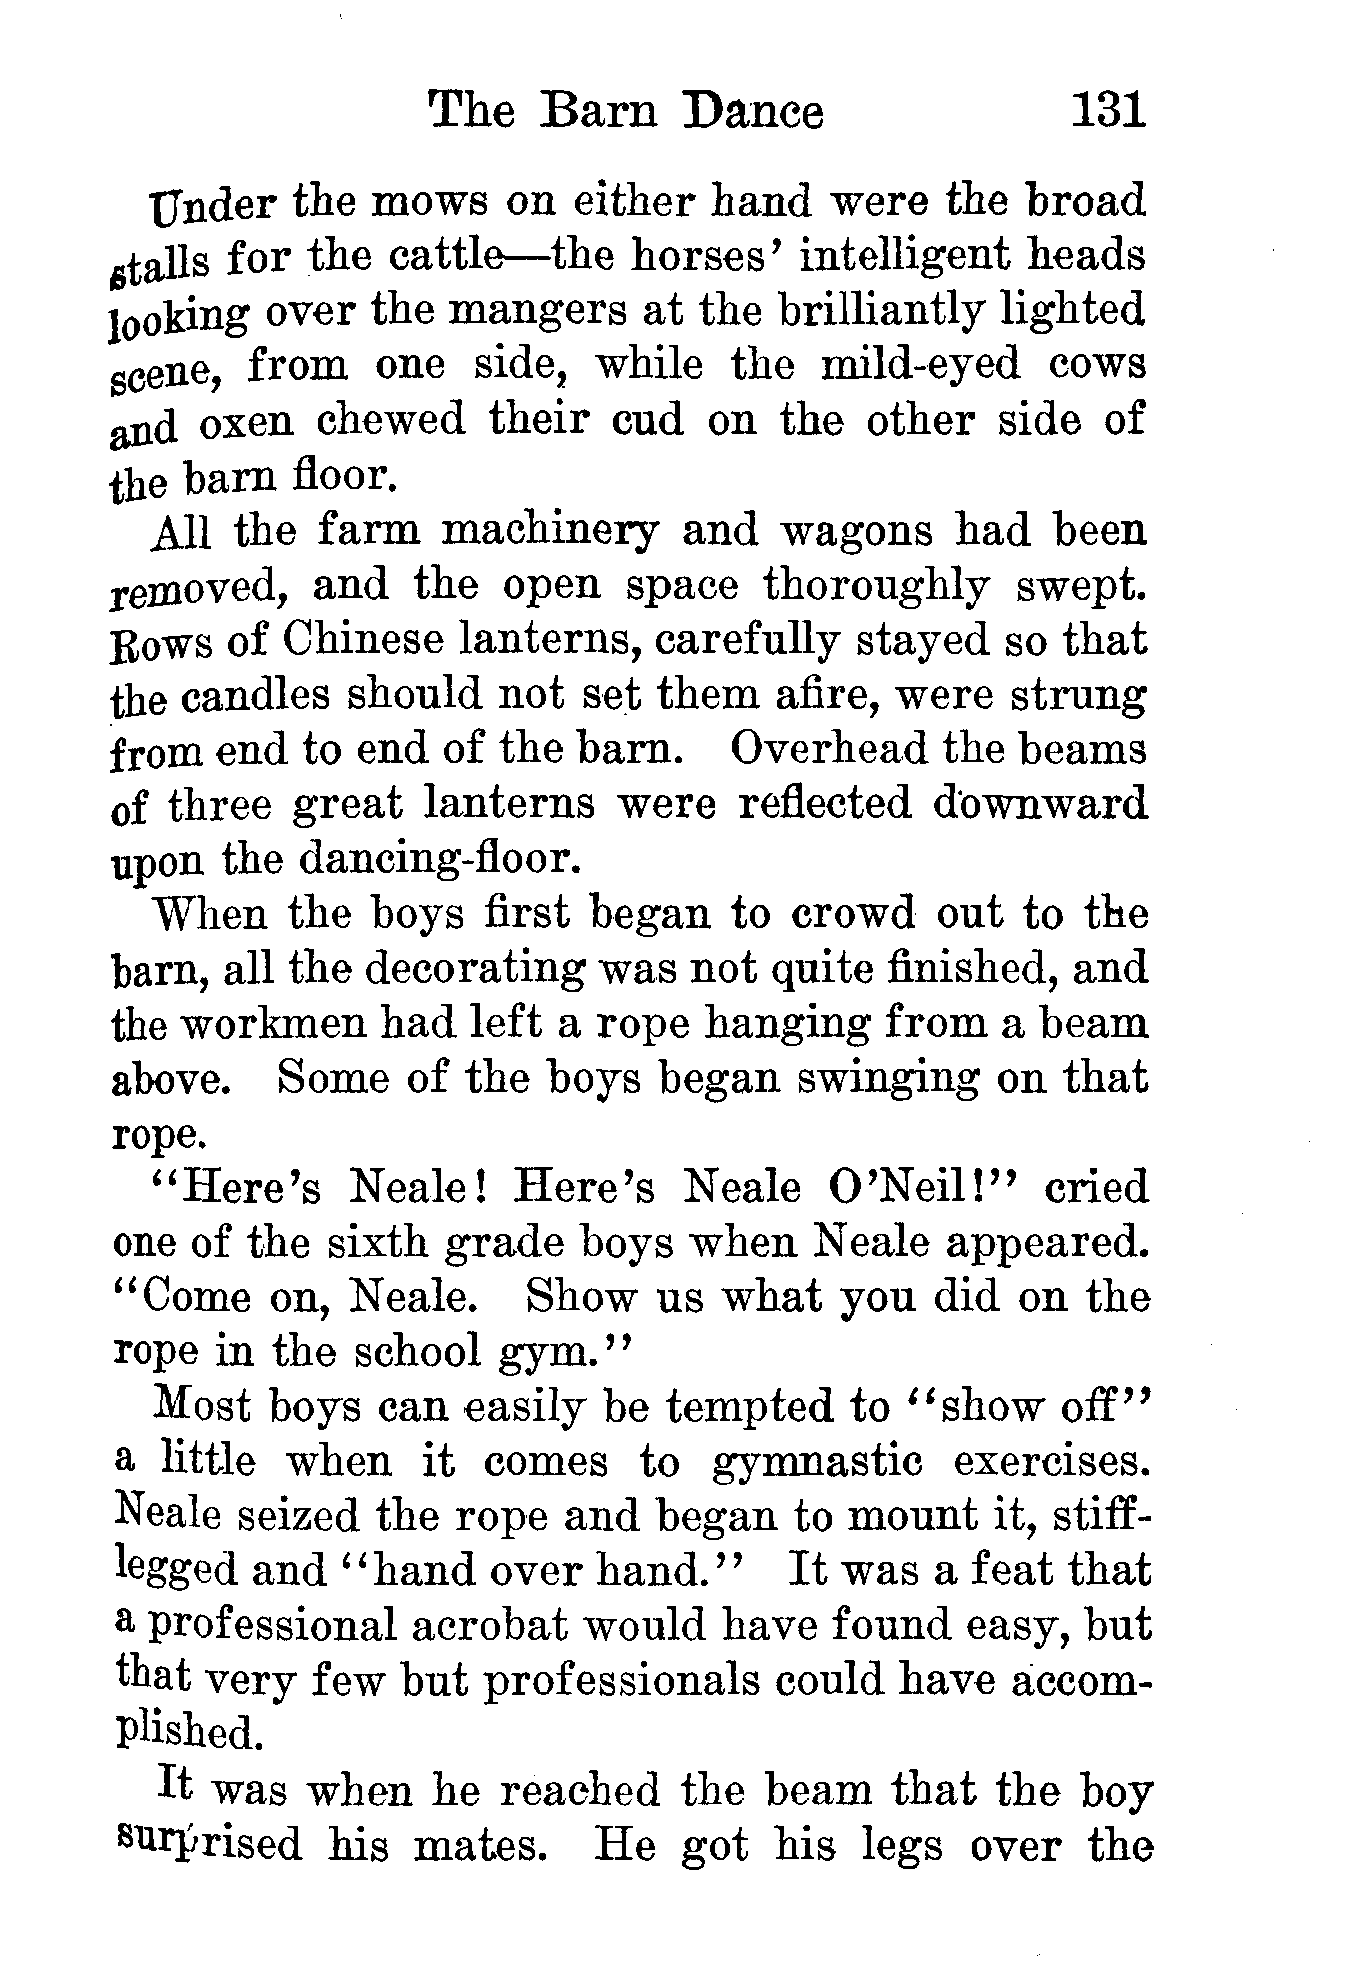 The Barn Dance 131
Under the mows on either hand were the broad
stalls for the cattle—the horses' intelligent heads
looking over the mangers at the brilliantly lighted
scene, from one side, while the mild-eyed cows
and oxen chewed their cud on the other side of
the barn floor.
All the farm machinery and wagons had been
removed, and the open space thoroughly swept.
Rows of Chinese lanterns, carefully stayed so that
the candles should not set them afire, were strung
from end to end of the barn. Overhead the beams
of three great lanterns were reflected downward
upon the dancing-floor.
When the boys first began to crowd out to the
barn, all the decorating was not quite finished, and
the workmen had left a rope hanging from a beam
above. Some of the boys began swinging on that
rope.
"Here's Neale! Here's Neale O'Neil!" cried
one of the sixth grade boys when Neale appeared.
"Come on, Neale. Show us what you did on the
rope in the school gym."
Most boys can easily be tempted to "show off"
a little when it comes to gymnastic exercises.
Neale seized the rope and began to mount it, stiff-
legged and "hand over hand." It was a feat that
a professional acrobat would have found easy, but
that very few but professionals could have accom-
plished.
It was when he reached the beam that the boy
surprised his mates. He got his legs over the